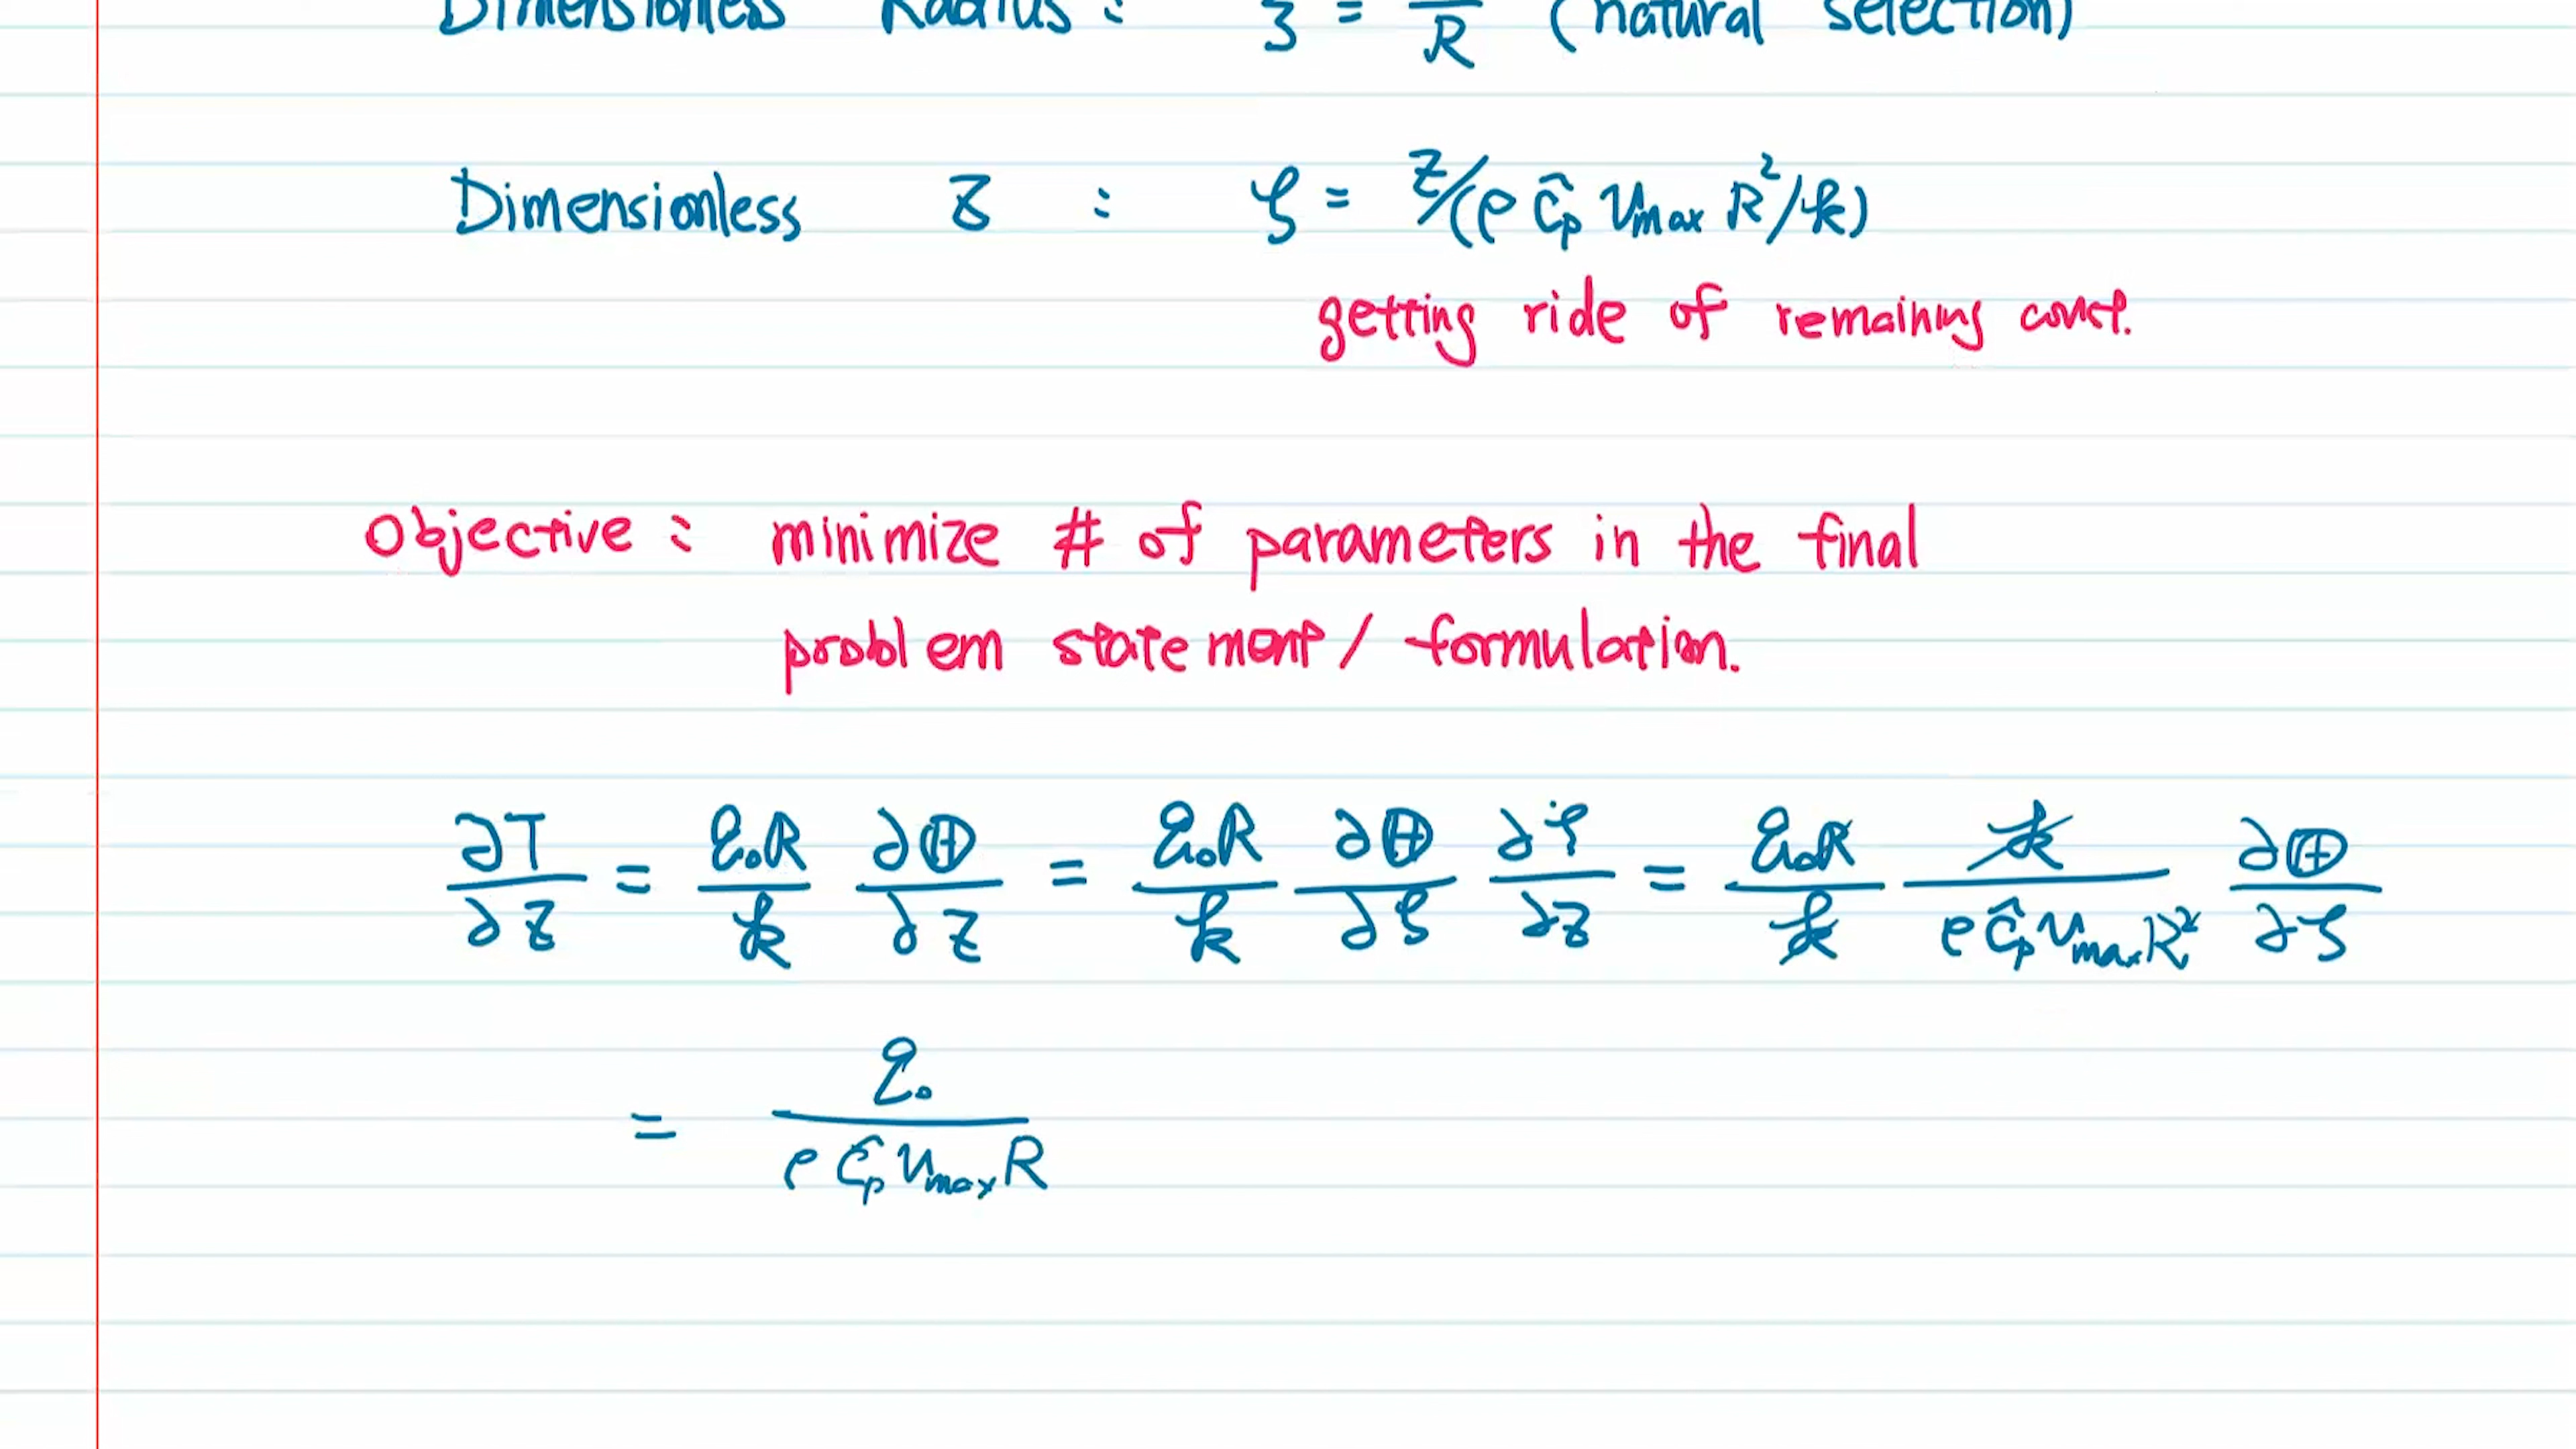 Dimensionless Radius : ξ = /R (natural selection)
Dimensionless Z : ζ = Z/(ρ Ĉp Vmax R²/k)
getting ride of remaining const.
Objective : minimize # of parameters in the final
problem statement / formulation.
∂T/∂Z = q₀R/k ∂Θ/∂Z = q₀R/k ∂Θ/∂ζ ∂ζ/∂Z = q₀R/k k/(ρ Ĉp Vmax R²) ∂Θ/∂ζ
= q₀/(ρ Ĉp Vmax R)